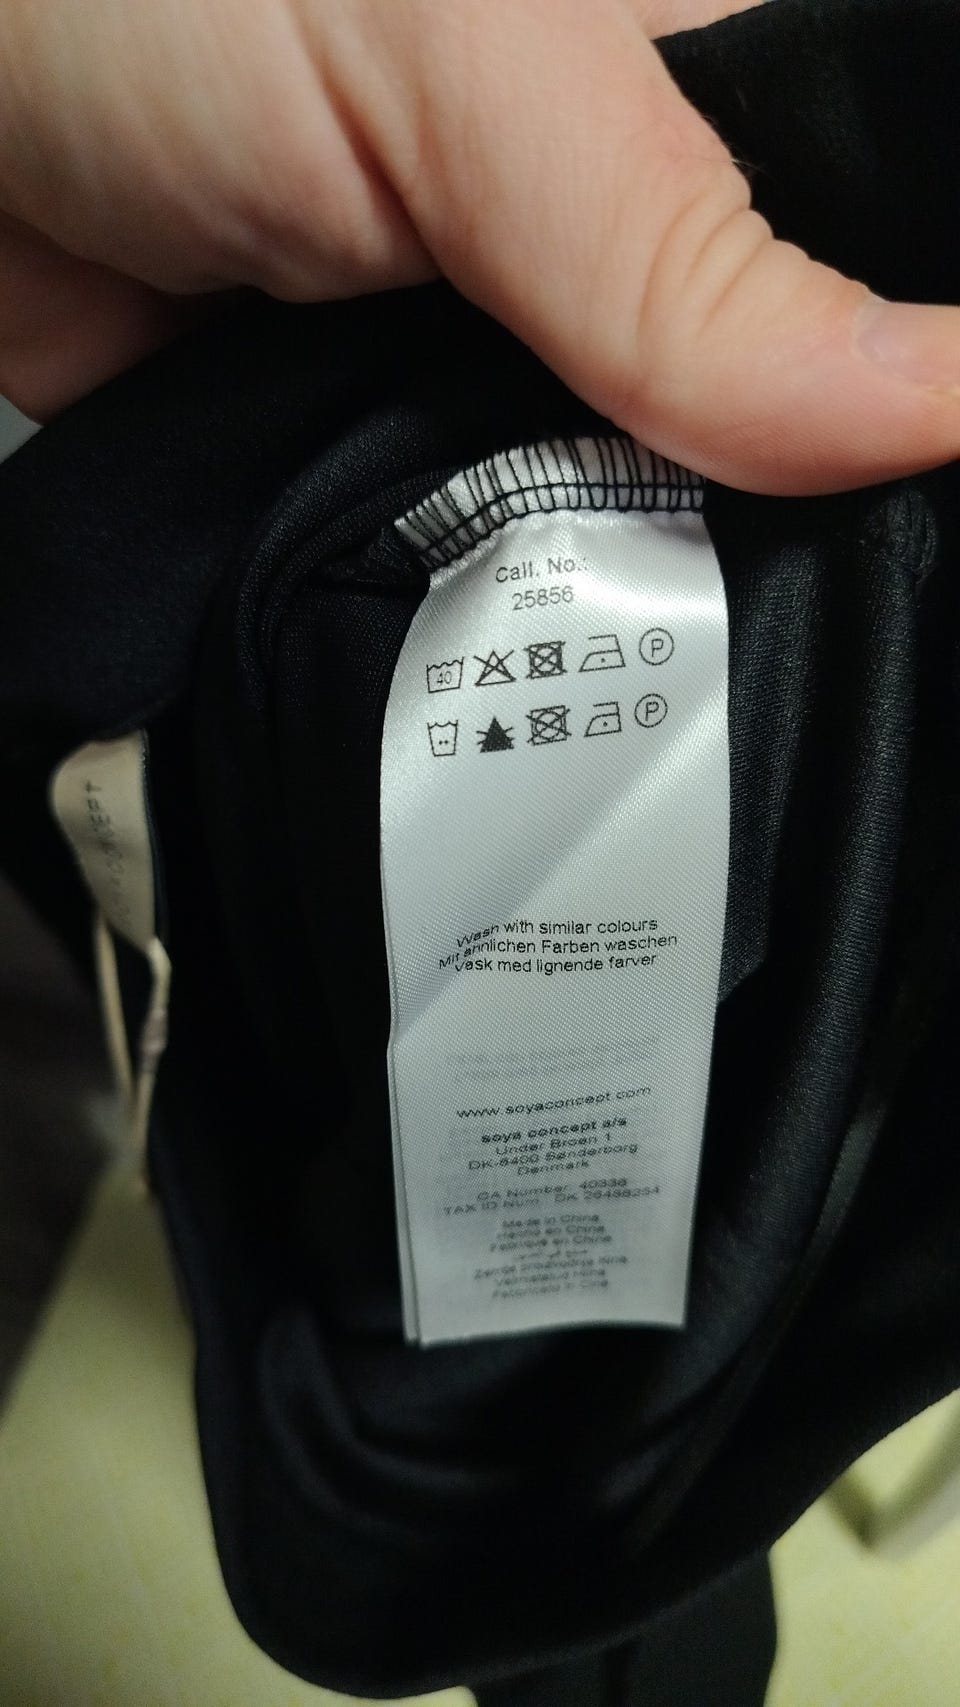 Call. No.:
25856
40 P
P
Wash with similar colours
Mit ähnlichen Farben waschen
Vask med lignende farver
www.soyaconcept.com
soya concept a/s
Under Broen 1
DK-6400 Sønderborg
Denmark
CA Number: 40336
TAX ID Num. DK
Made in China
Hecho en China
Fabriqué en China
CONCEPT